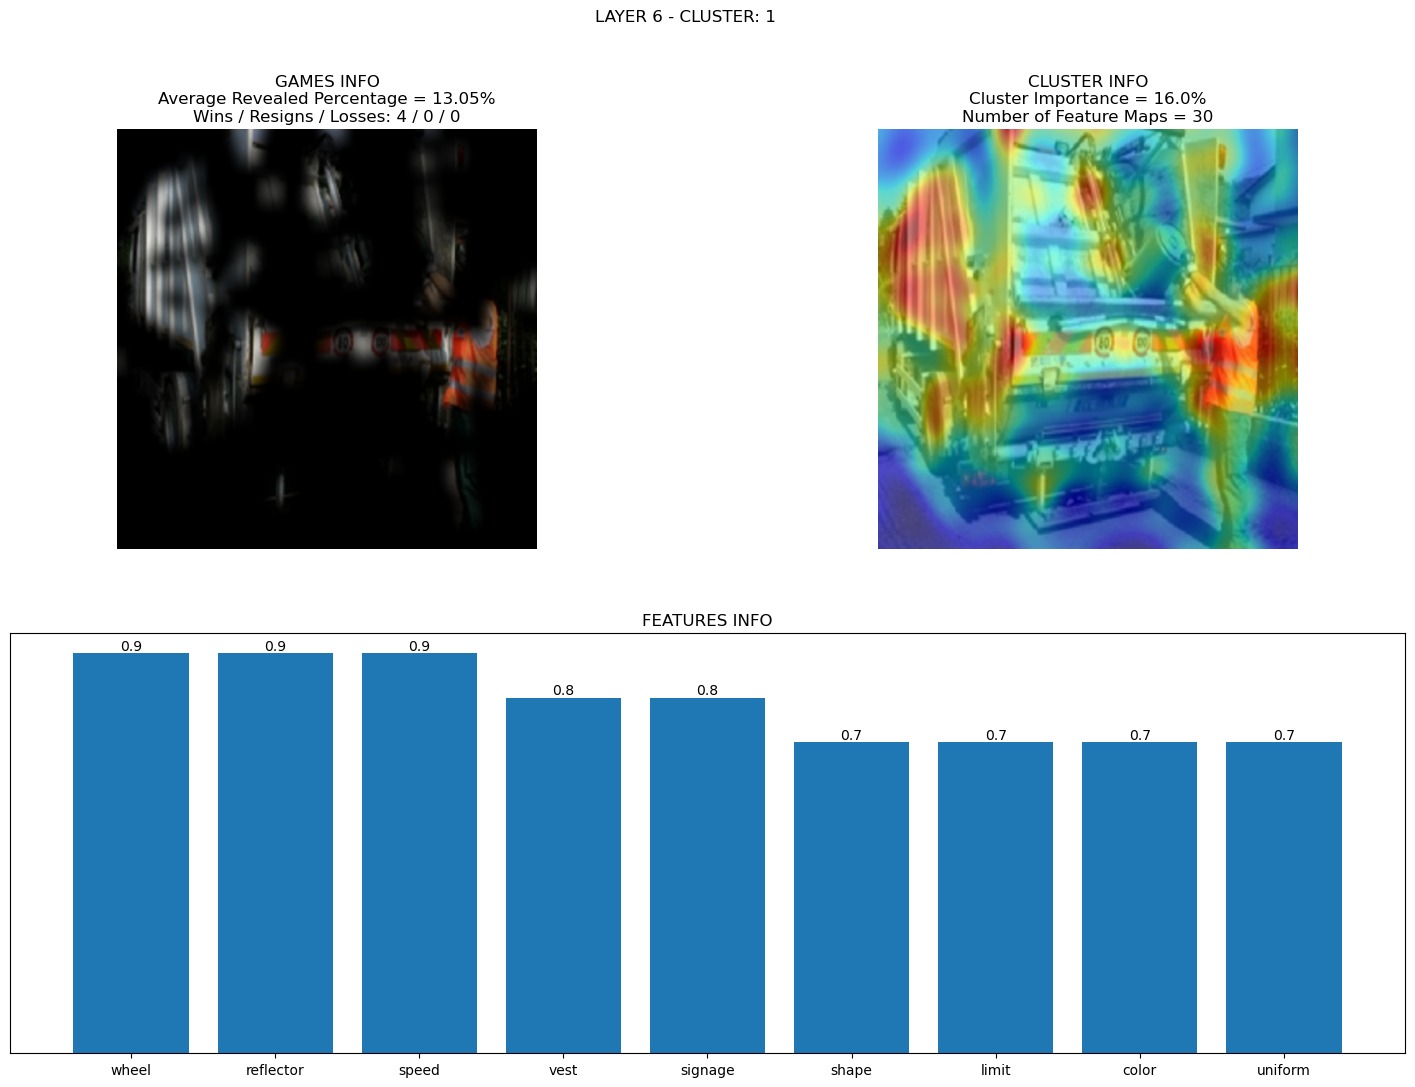 LAYER 6 - CLUSTER: 1
GAMES INFO
Average Revealed Percentage = 13.05%
Wins / Resigns / Losses: 4 / 0 / 0
CLUSTER INFO
Cluster Importance = 16.0%
Number of Feature Maps = 30
FEATURES INFO
0.9 0.9 0.9 0.8 0.8 0.7 0.7 0.7 0.7
wheel reflector speed vest signage shape limit color uniform